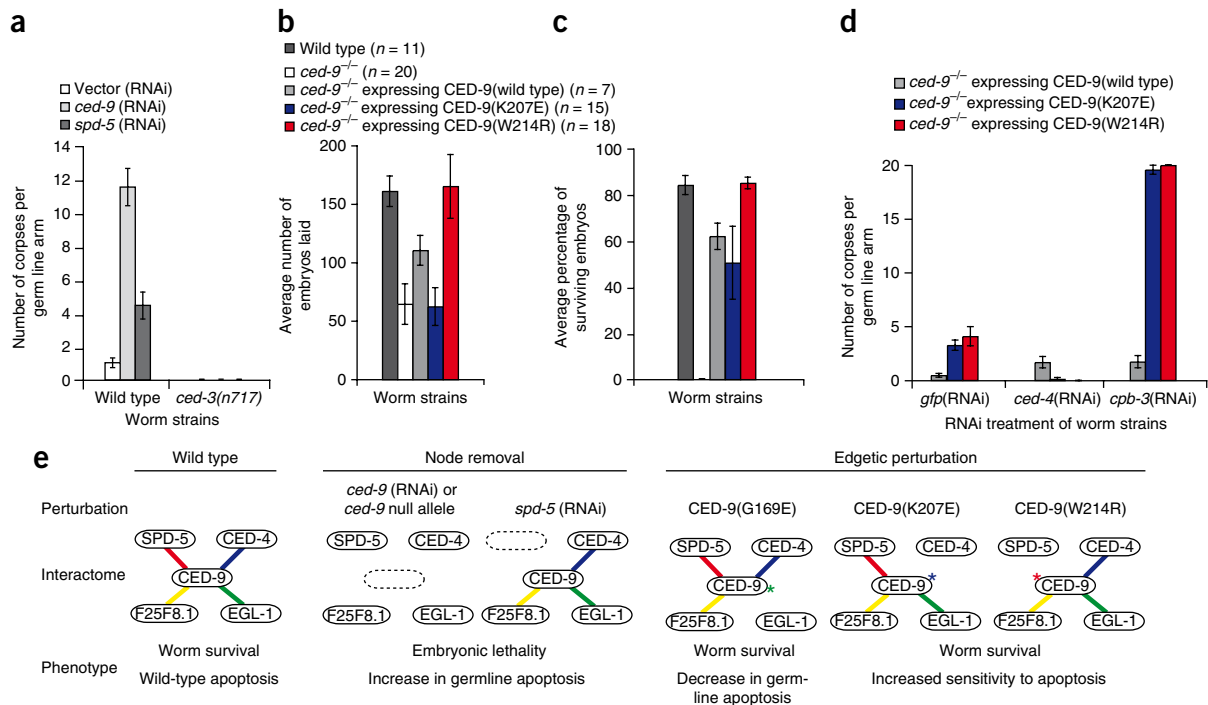 a
Vector (RNAi)
ced-9 (RNAi)
spd-5 (RNAi)
Number of corpses per
germ line arm
14
12
10
8
6
4
2
0
Wild type
ced-3(n717)
Worm strains
b
Wild type (n = 11)
ced-9−/− (n = 20)
ced-9−/− expressing CED-9(wild type) (n = 7)
ced-9−/− expressing CED-9(K207E) (n = 15)
ced-9−/− expressing CED-9(W214R) (n = 18)
Average number of
embryos laid
200
150
100
50
0
Worm strains
c
Average percentage of
surviving embryos
100
80
60
40
20
0
Worm strains
d
ced-9−/− expressing CED-9(wild type)
ced-9−/− expressing CED-9(K207E)
ced-9−/− expressing CED-9(W214R)
Number of corpses per
germ line arm
20
15
10
5
0
gfp(RNAi)
ced-4(RNAi)
cpb-3(RNAi)
RNAi treatment of worm strains
e
Wild type
Node removal
Edgetic perturbation
Perturbation
ced-9 (RNAi) or
ced-9 null allele
spd-5 (RNAi)
CED-9(G169E)
CED-9(K207E)
CED-9(W214R)
Interactome
SPD-5
CED-4
CED-9
F25F8.1
EGL-1
SPD-5
CED-4
F25F8.1
EGL-1
CED-4
CED-9
F25F8.1
EGL-1
SPD-5
CED-4
CED-9
*
F25F8.1
EGL-1
SPD-5
CED-4
CED-9
*
F25F8.1
EGL-1
SPD-5
CED-4
*
CED-9
F25F8.1
EGL-1
Phenotype
Worm survival
Wild-type apoptosis
Embryonic lethality
Increase in germline apoptosis
Worm survival
Decrease in germ-
line apoptosis
Worm survival
Increased sensitivity to apoptosis